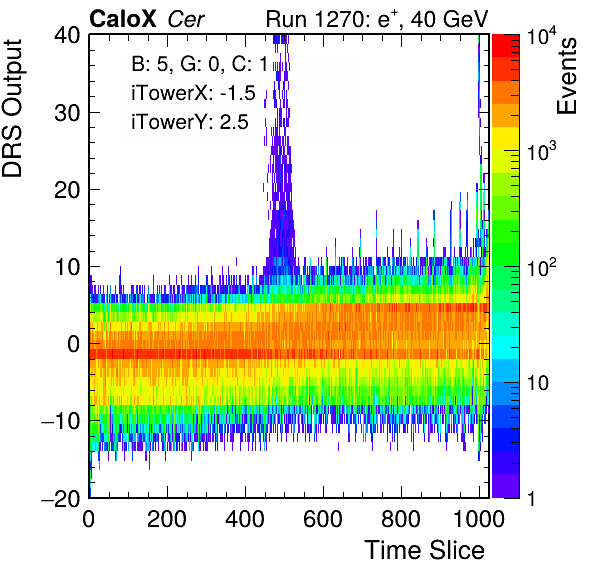 CaloX Cer Run 1270: e+, 40 GeV
B: 5, G: 0, C: 1
iTowerX: -1.5
iTowerY: 2.5
DRS Output
40
30
20
10
0
−10
−20
0 200 400 600 800 1000
Time Slice
Events
10^4
10^3
10^2
10
1